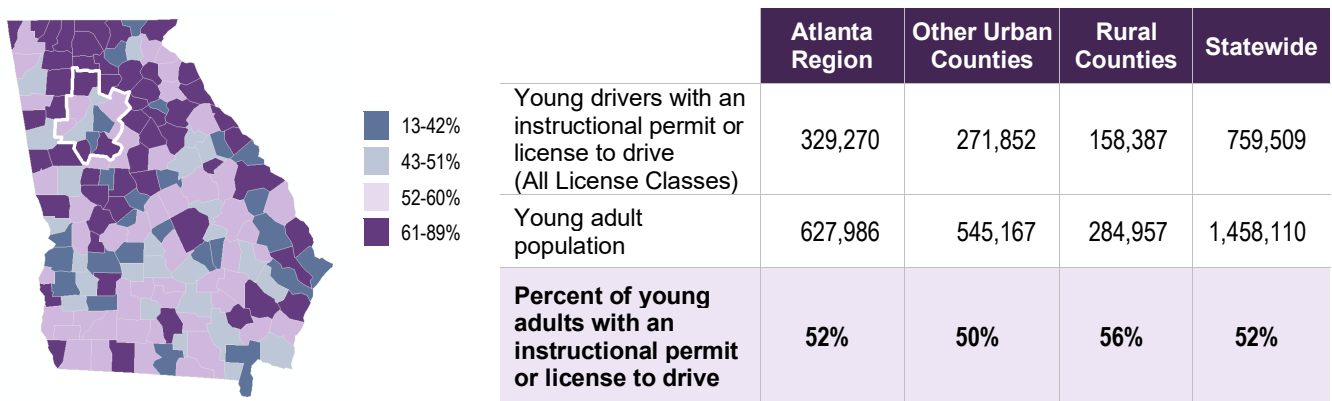 13-42%
43-51%
52-60%
61-89%
Atlanta Region
Other Urban Counties
Rural Counties
Statewide
Young drivers with an
instructional permit or
license to drive
(All License Classes)
329,270
271,852
158,387
759,509
Young adult
population
627,986
545,167
284,957
1,458,110
Percent of young
adults with an
instructional permit
or license to drive
52%
50%
56%
52%